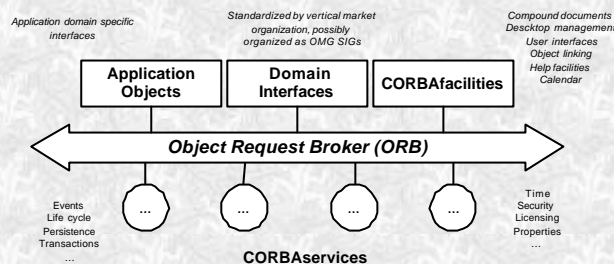 Application domain specific
interfaces
Standardized by vertical market
organization, possibly
organized as OMG SIGs
Compound documents
Descktop management
User interfaces
Object linking
Help facilities
Calendar
Application
Objects
Domain
Interfaces
CORBAfacilities
Object Request Broker (ORB)
Events
Life cycle
Persistence
Transactions
...
...
...
...
...
Time
Security
Licensing
Properties
...
CORBAservices